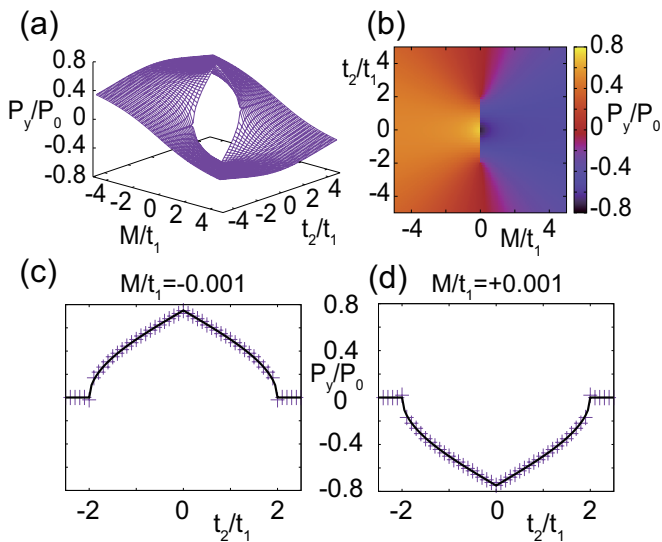 (a)
0.8
0.4
P_y/P_0
0
-0.4
-0.8
-4 -2 0 2 4
M/t_1
-4 -2 0 2 4
t_2/t_1
(b)
4
t_2/t_1
2
0
-2
-4
-4 0 4
M/t_1
0.8
0.4
P_y/P_0
0
-0.4
-0.8
(c)
M/t_1=-0.001
-2 0 2
t_2/t_1
0.8
0.4
P_y/P_0
0
-0.4
-0.8
(d)
M/t_1=+0.001
-2 0 2
t_2/t_1